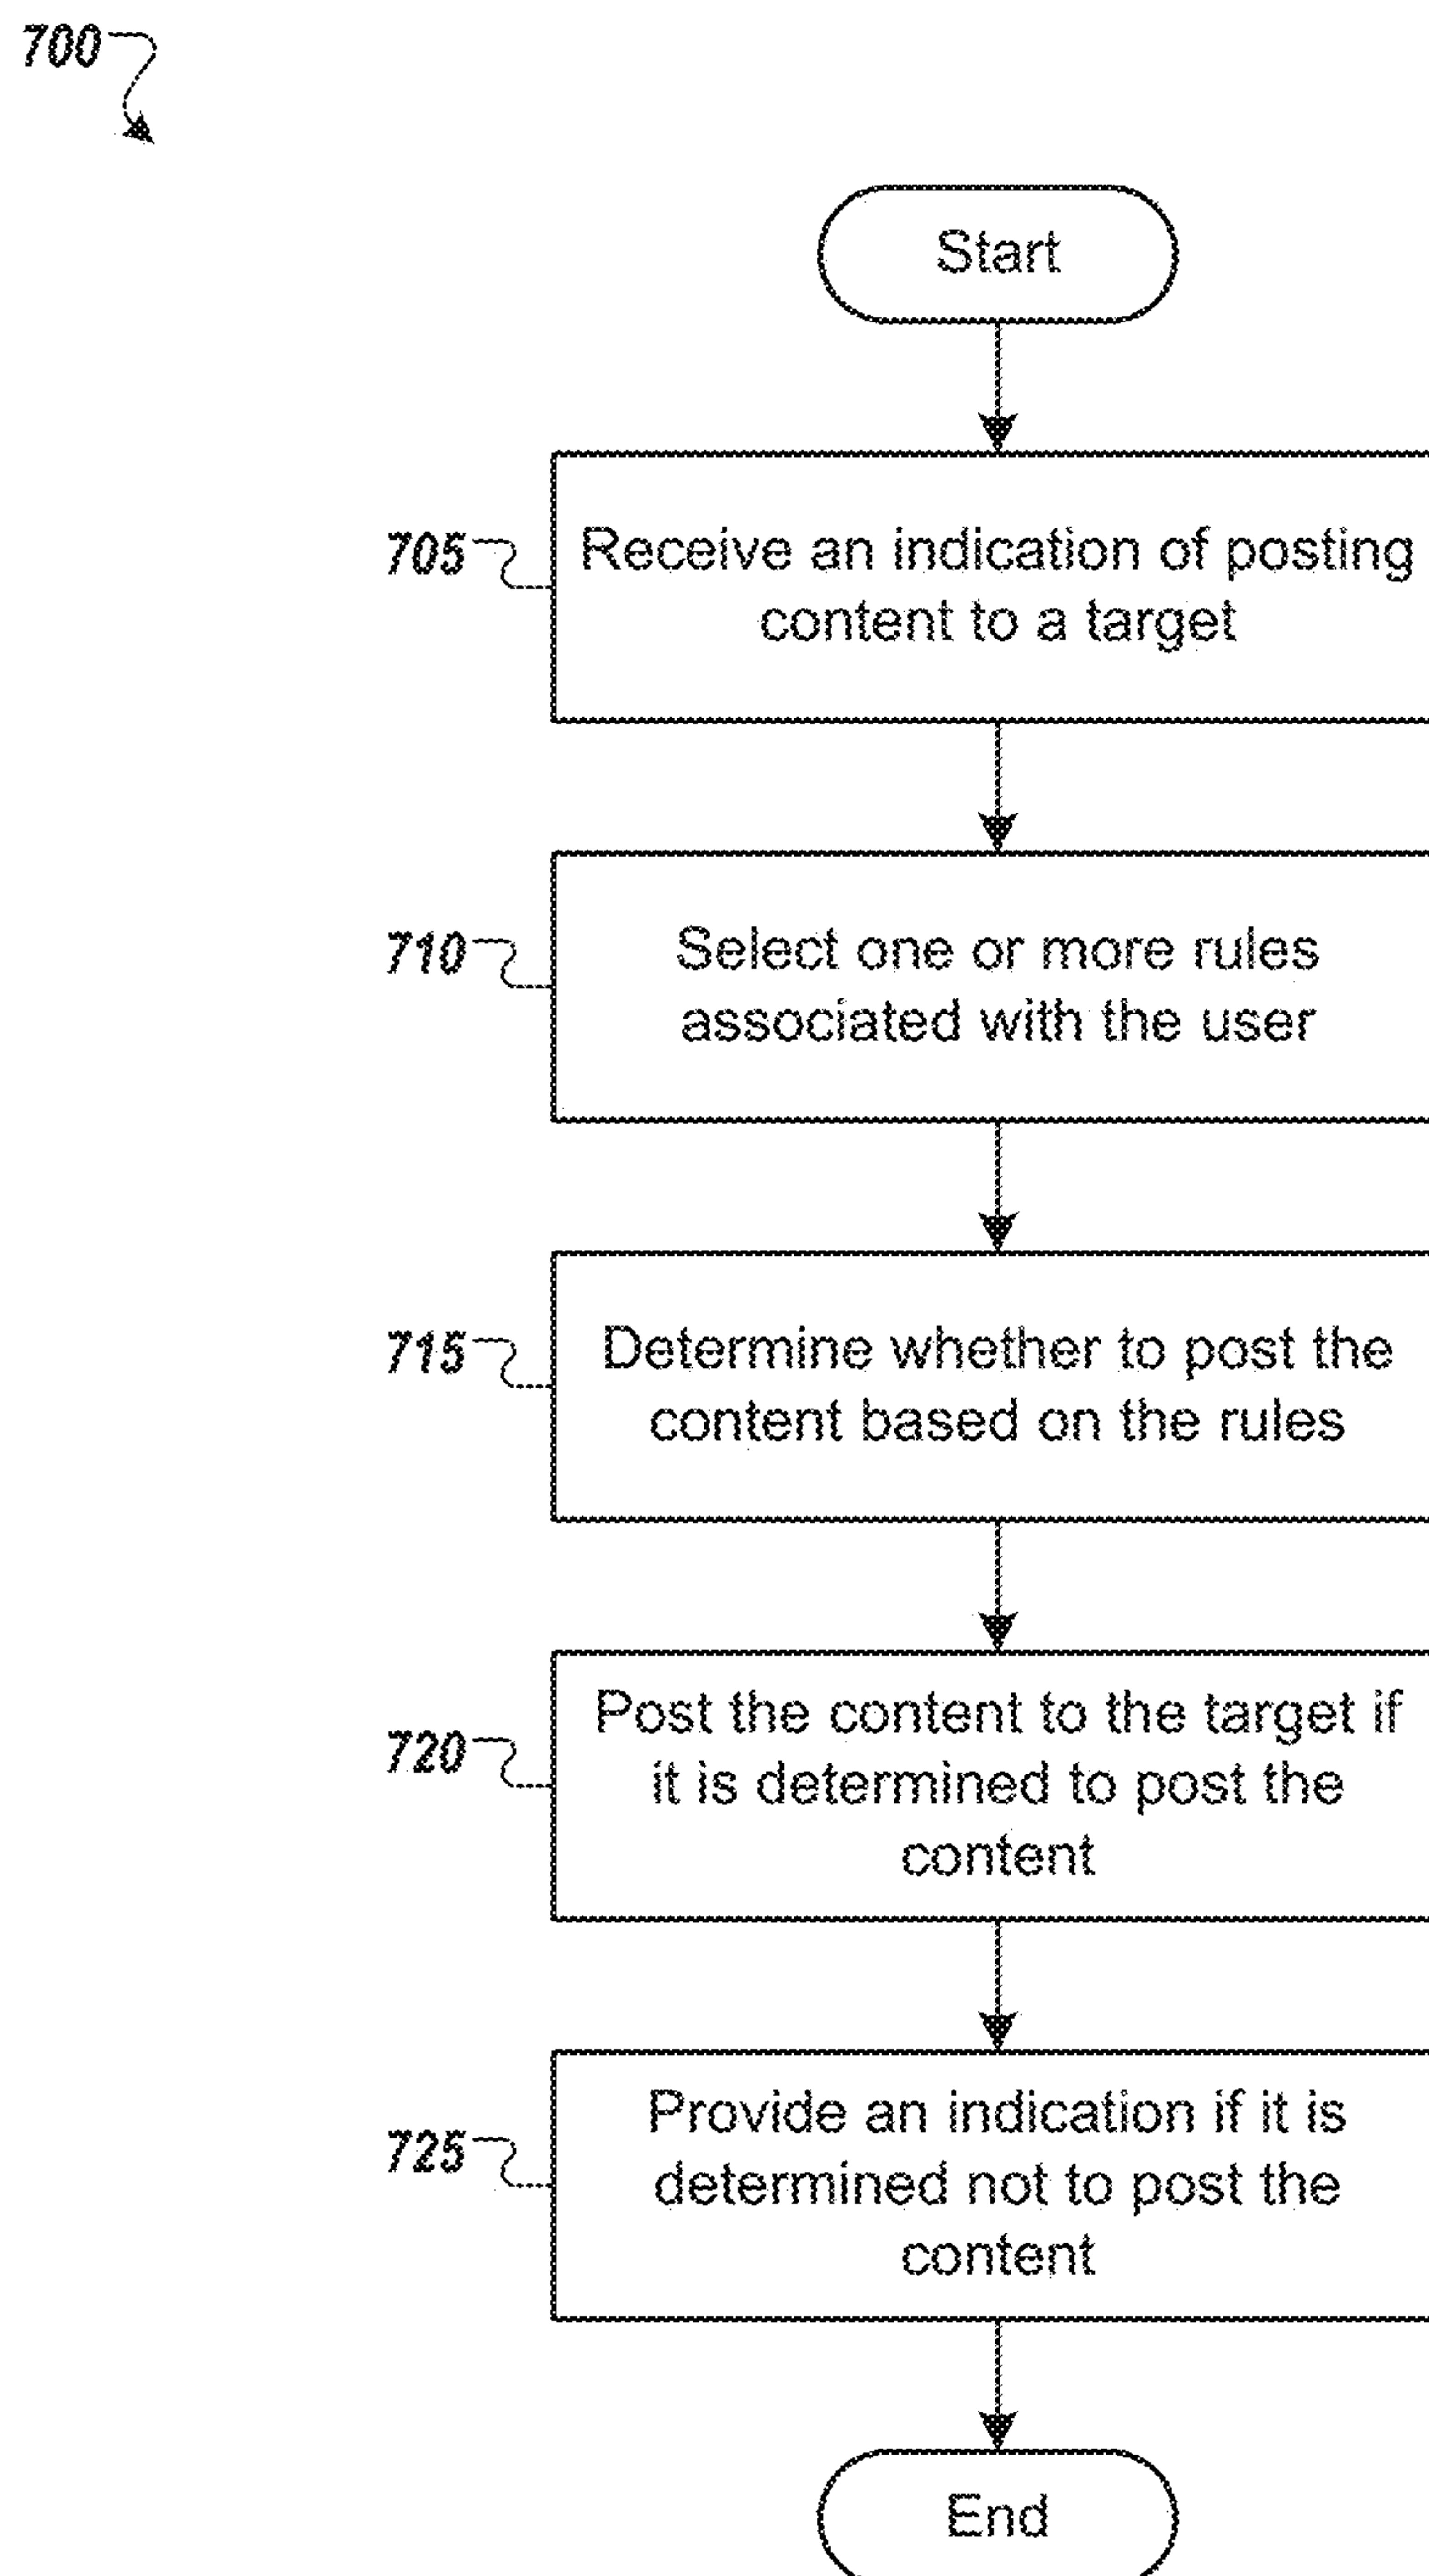 700
Start
705
Receive an indication of posting
content to a target
710
Select one or more rules
associated with the user
715
Determine whether to post the
content based on the rules
720
Post the content to the target if
it is determined to post the
content
725
Provide an indication if it is
determined not to post the
content
End